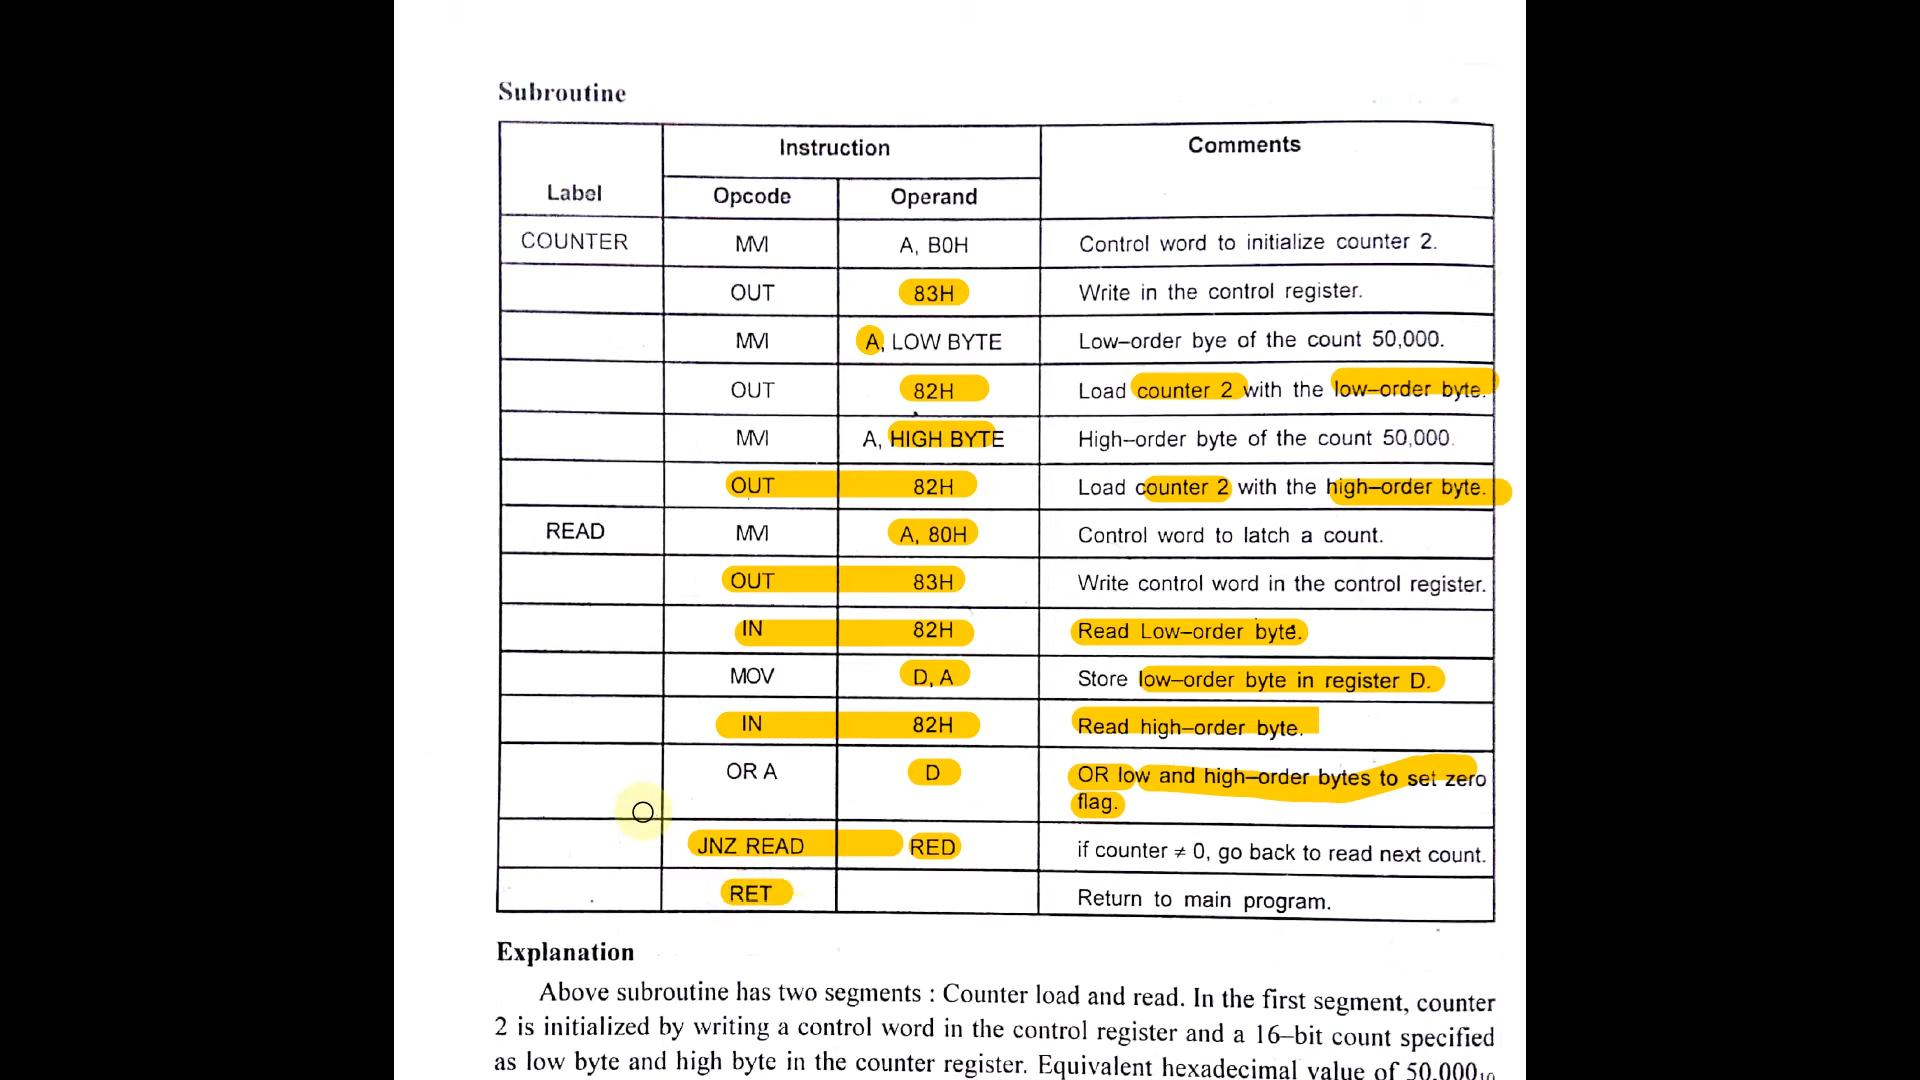 Subroutine
Label Instruction Comments
Opcode Operand
COUNTER MVI A, B0H Control word to initialize counter 2.
OUT 83H Write in the control register.
MVI A, LOW BYTE Low-order bye of the count 50,000.
OUT 82H Load counter 2 with the low-order byte.
MVI A, HIGH BYTE High-order byte of the count 50,000.
OUT 82H Load counter 2 with the high-order byte.
READ MVI A, 80H Control word to latch a count.
OUT 83H Write control word in the control register.
IN 82H Read Low-order byte.
MOV D, A Store low-order byte in register D.
IN 82H Read high-order byte.
OR A D OR low and high-order bytes to set zero
flag.
JNZ READ RED if counter ≠ 0, go back to read next count.
RET Return to main program.
Explanation
Above subroutine has two segments : Counter load and read. In the first segment, counter
2 is initialized by writing a control word in the control register and a 16-bit count specified
as low byte and high byte in the counter register. Equivalent hexadecimal value of 50,000₁₀